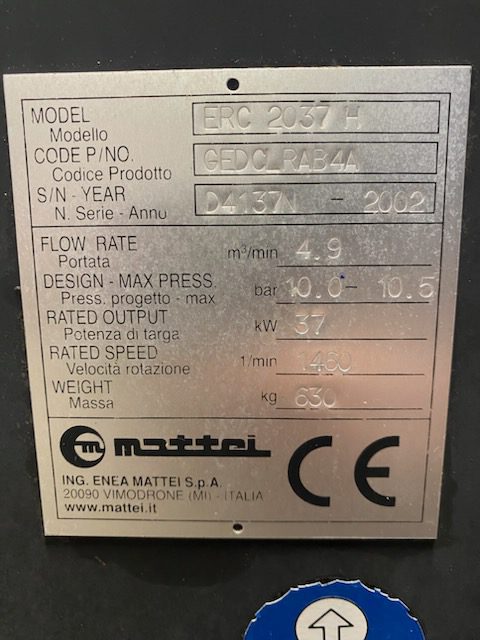 MODEL ERC 2037 H
Modello
CODE P/NO. GEDCLRAB4A
Codice Prodotto
S/N - YEAR D4137N - 2002
N. Serie - Anno
FLOW RATE m³/min 4.9
Portata
DESIGN - MAX PRESS. bar 10.0 - 10.5
Press. progetto - max
RATED OUTPUT kW 37
Potenza di targa
RATED SPEED 1/min 1480
Velocità rotazione
WEIGHT kg 630
Massa
m mattei CE
ING. ENEA MATTEI S.p.A.
20090 VIMODRONE (MI) - ITALIA
www.mattei.it